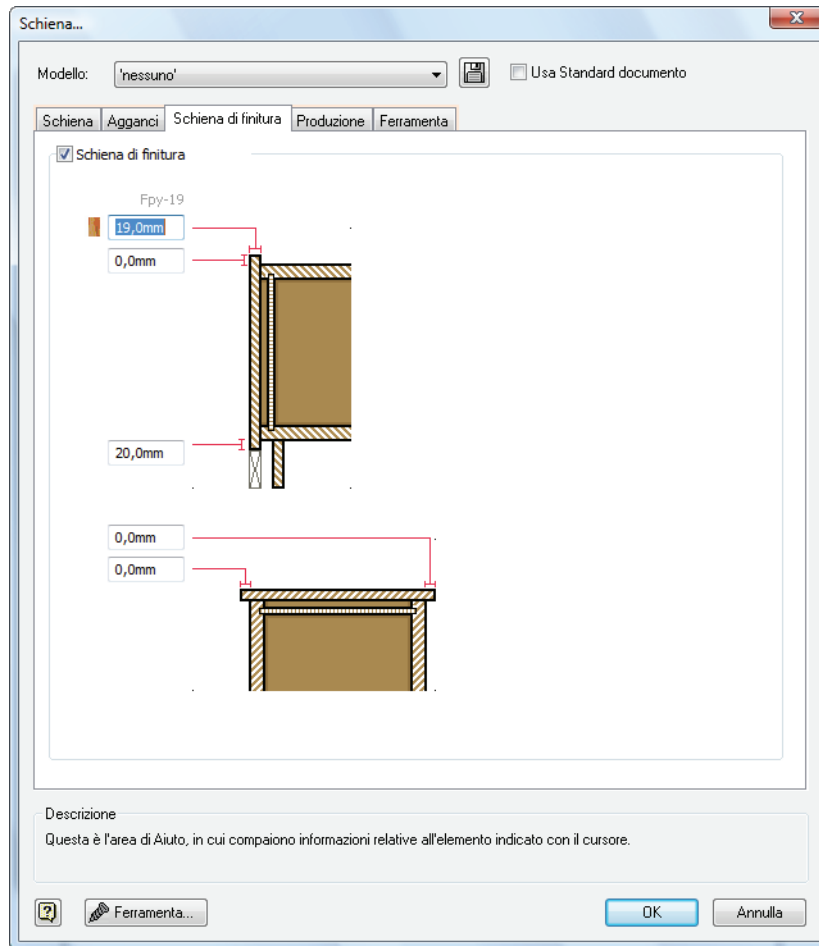 Schiena...
Modello: 'nessuno' Usa Standard documento
Schiena Agganci Schiena di finitura Produzione Ferramenta
Schiena di finitura
Fpy-19
19,0mm
0,0mm
20,0mm
0,0mm
0,0mm
Descrizione
Questa è l'area di Aiuto, in cui compaiono informazioni relative all'elemento indicato con il cursore.
Ferramenta... OK Annulla